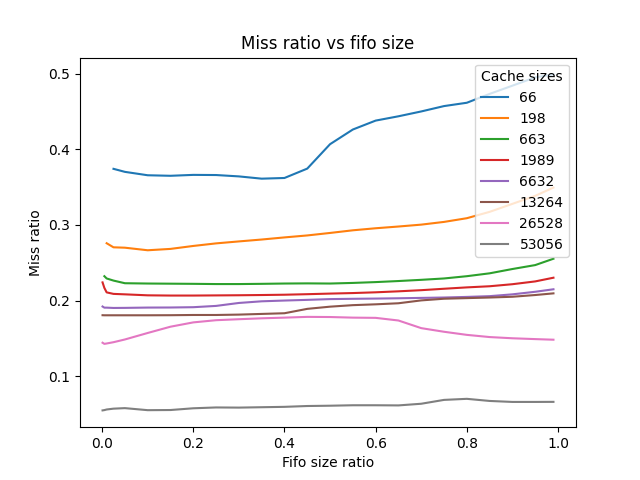 Miss ratio vs fifo size
Cache sizes
66
198
663
1989
6632
13264
26528
53056
0.5
0.4
0.3
0.2
0.1
Miss ratio
0.0 0.2 0.4 0.6 0.8 1.0
Fifo size ratio